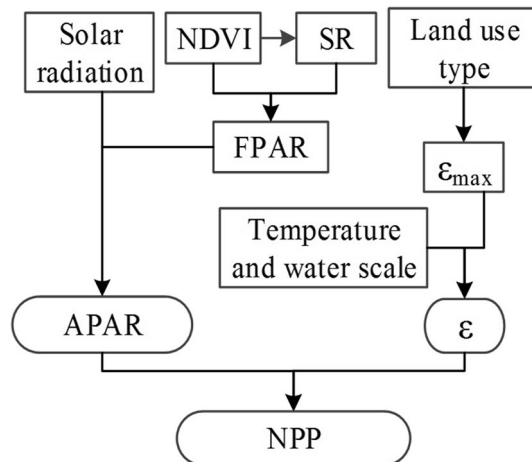 Solar
radiation
NDVI
SR
Land use
type
FPAR
εmax
Temperature
and water scale
APAR
ε
NPP